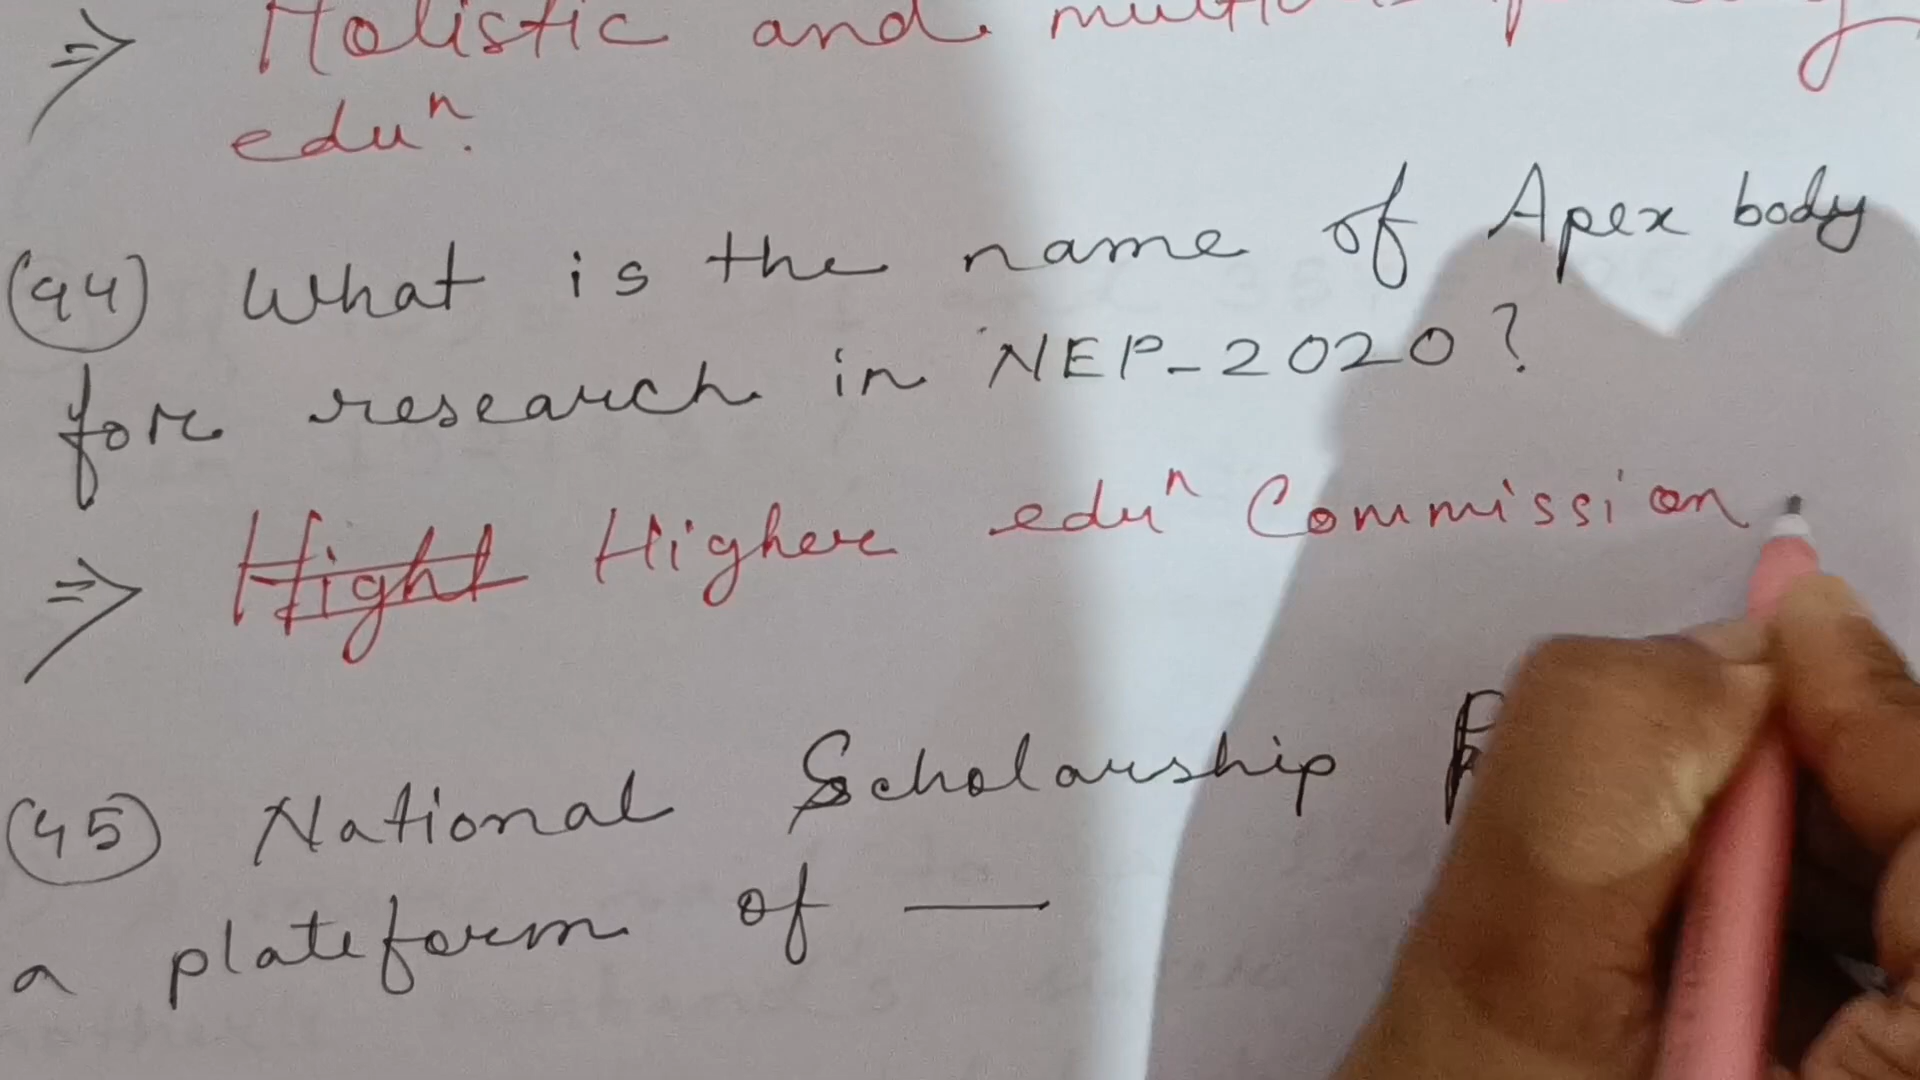 ⇒ Holistic and
eduⁿ.
(44) What is the name of Apex body
for research in NEP-2020?
⇒ Hight Higher eduⁿ Commission
(45) National Scholarship
a plateform of —